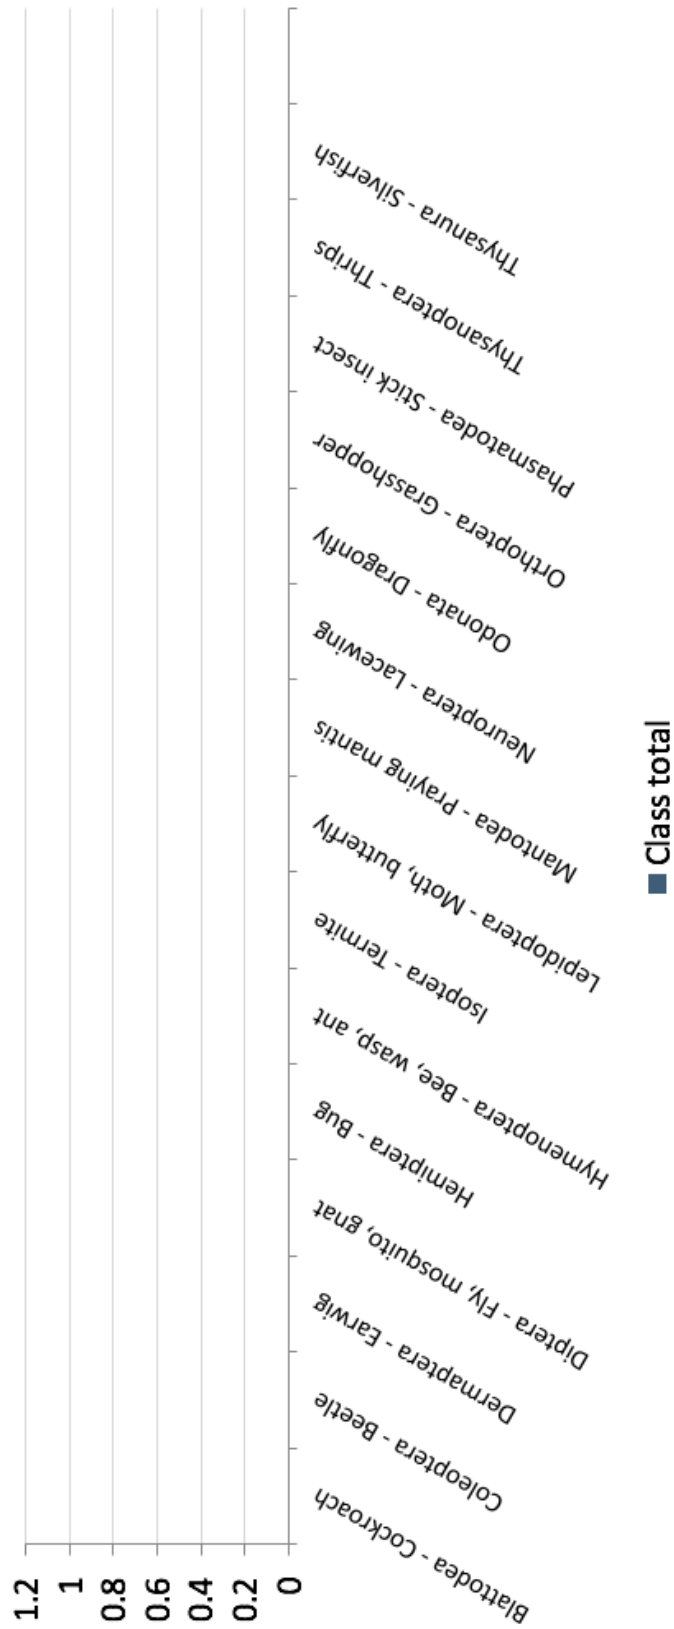 1.2
1
0.8
0.6
0.4
0.2
0
Blattodea - Cockroach
Coleoptera - Beetle
Dermaptera - Earwig
Diptera - Fly, mosquito, gnat
Hemiptera - Bug
Hymenoptera - Bee, wasp, ant
Isoptera - Termite
Lepidoptera - Moth, butterfly
Mantodea - Praying mantis
Neuroptera - Lacewing
Odonata - Dragonfly
Orthoptera - Grasshopper
Phasmatodea - Stick insect
Thysanoptera - Thrips
Thysanura - Silverfish
Class total